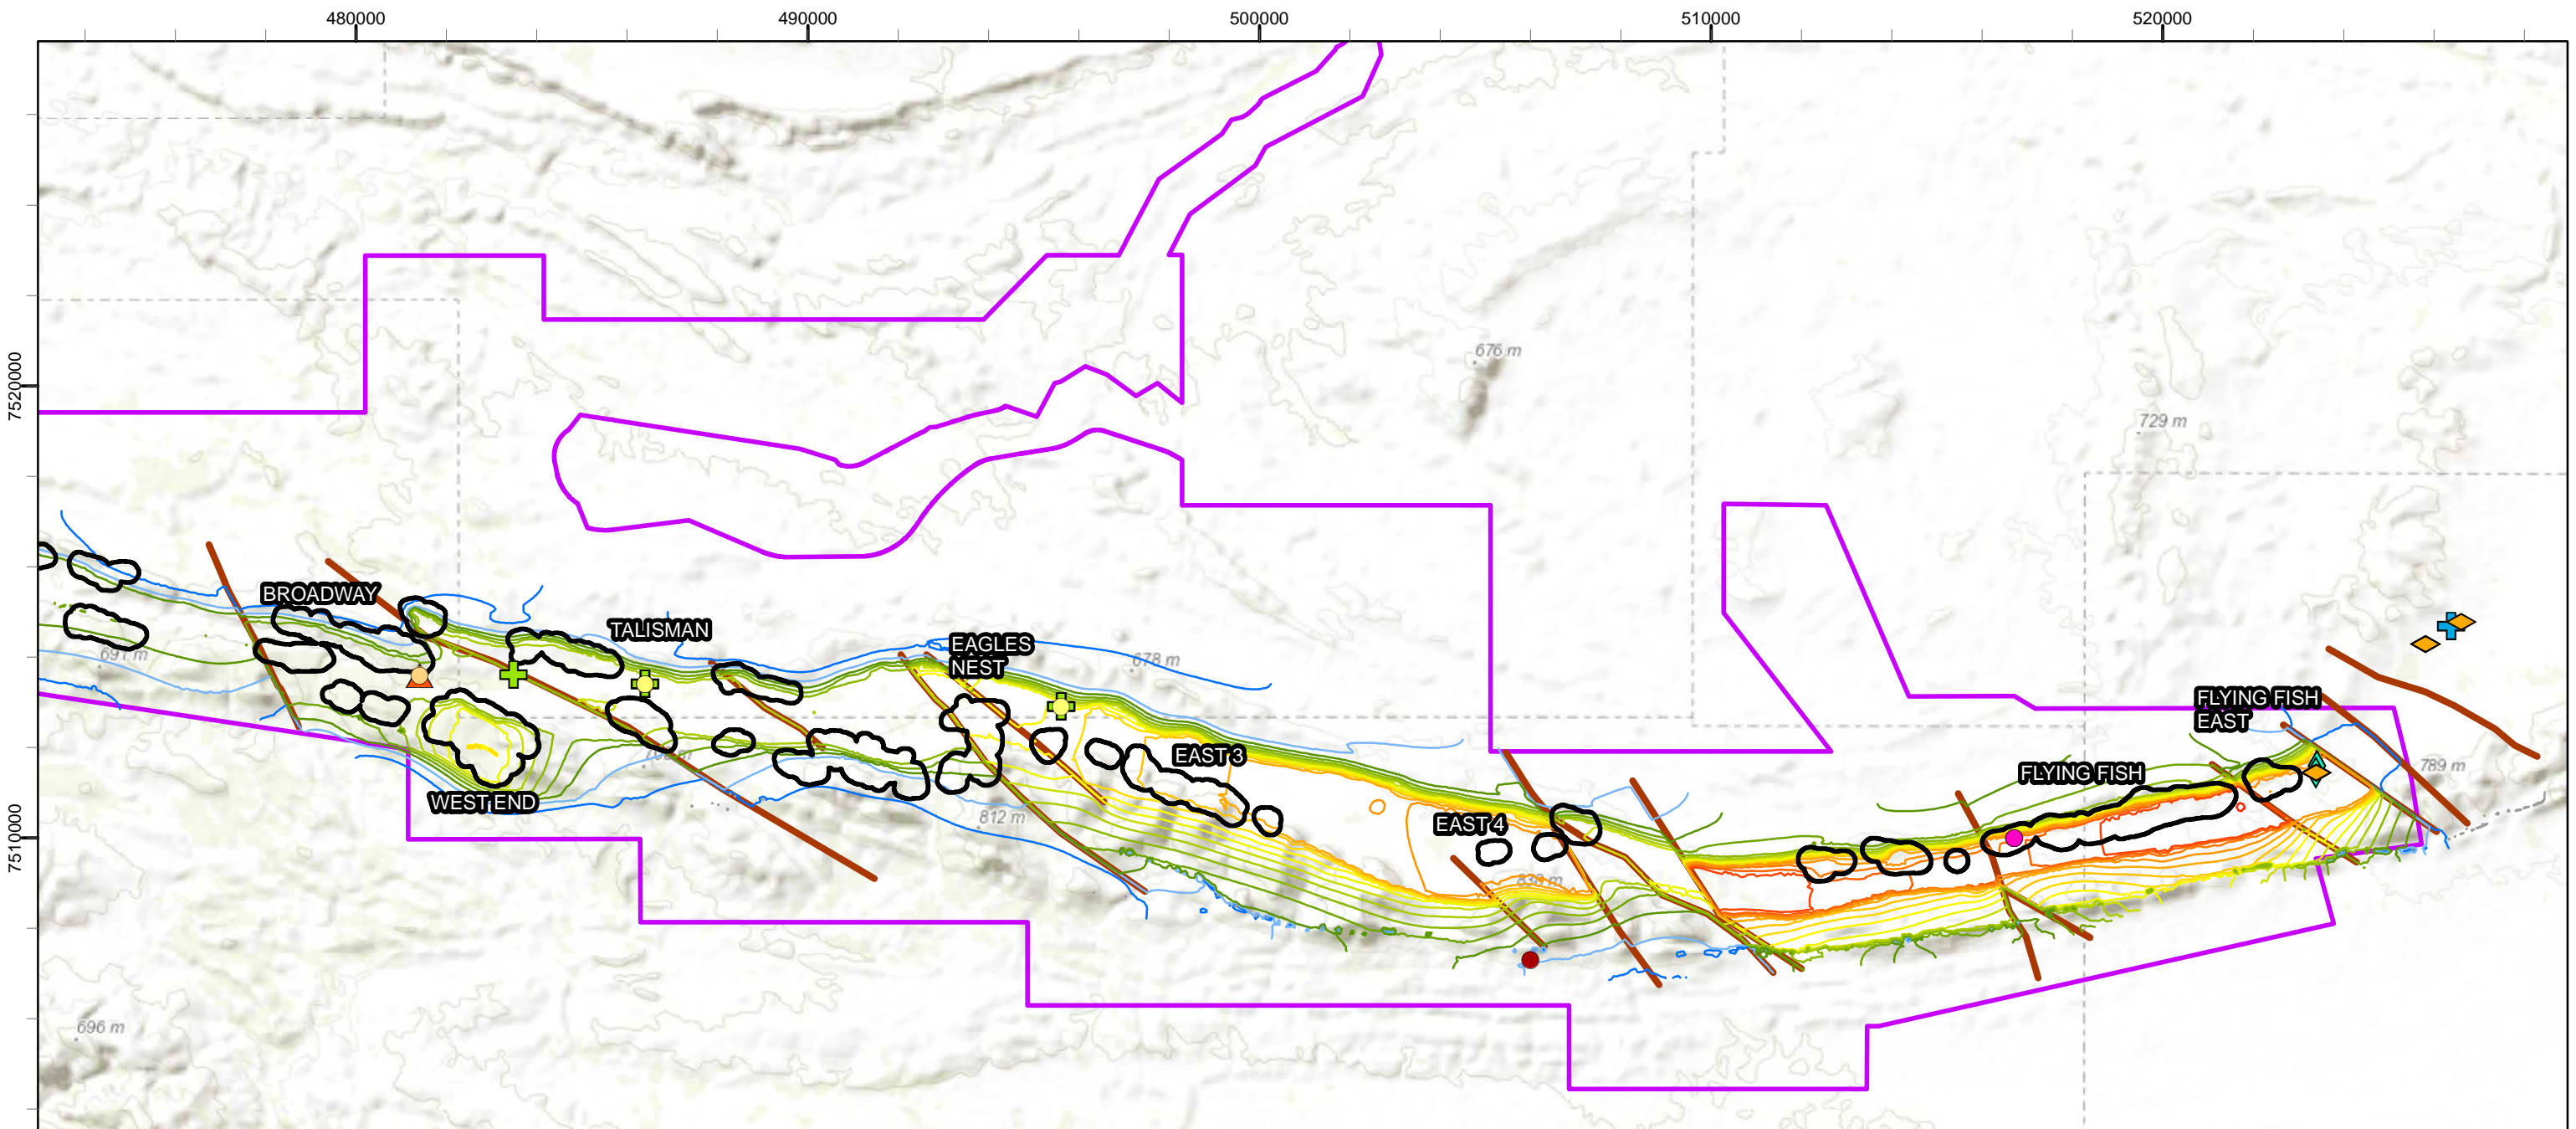 480000
490000
500000
510000
520000
7520000
676 m
729 m
BROADWAY
TALISMAN
EAGLES
NEST
691 m
678 m
FLYING FISH
EAST
EAST 3
FLYING FISH
789 m
WEST END
812 m
EAST 4
7510000
696 m